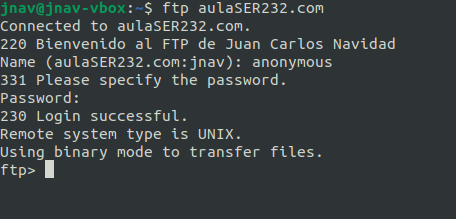 jnav@jnav-vbox:~$ ftp aulaSER232.com
Connected to aulaSER232.com.
220 Bienvenido al FTP de Juan Carlos Navidad
Name (aulaSER232.com:jnav): anonymous
331 Please specify the password.
Password:
230 Login successful.
Remote system type is UNIX.
Using binary mode to transfer files.
ftp>